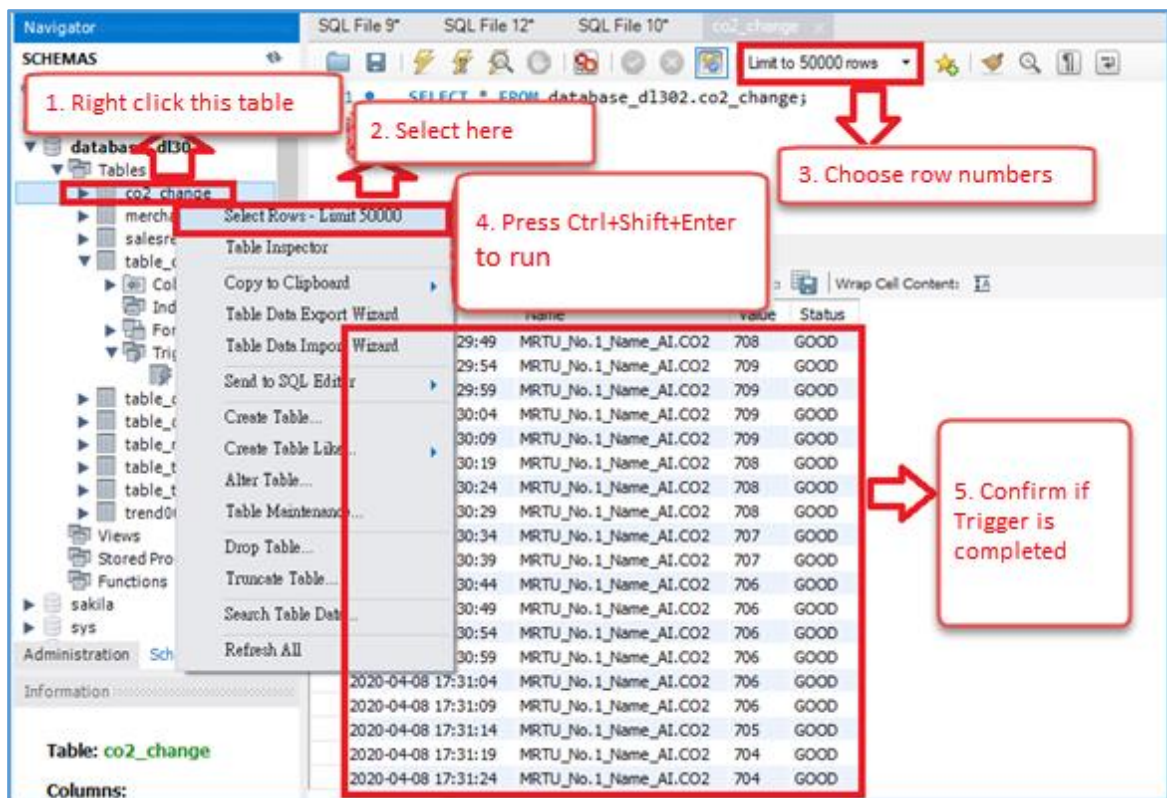 Navigator
SQL File 9*
SQL File 12*
SQL File 10*
co2_change
SCHEMAS
Limit to 50000 rows
1. Right click this table
1
SELECT * FROM database_dl302.co2_change;
2. Select here
3. Choose row numbers
Tables
co2_change
Select Rows - Limit 50000
4. Press Ctrl+Shift+Enter
to run
Table Inspector
Copy to Clipboard
Wrap Cell Content:
Table Data Export Wizard
Name
Value
Status
Table Data Import Wizard
29:49 MRTU_No.1_Name_AI.CO2 708 GOOD
29:54 MRTU_No.1_Name_AI.CO2 709 GOOD
Send to SQL Editor
29:59 MRTU_No.1_Name_AI.CO2 709 GOOD
Create Table...
30:04 MRTU_No.1_Name_AI.CO2 709 GOOD
30:09 MRTU_No.1_Name_AI.CO2 709 GOOD
Create Table Like...
30:19 MRTU_No.1_Name_AI.CO2 708 GOOD
Alter Table...
30:24 MRTU_No.1_Name_AI.CO2 708 GOOD
Table Maintenance...
30:29 MRTU_No.1_Name_AI.CO2 708 GOOD
trend0
5. Confirm if
Trigger is
completed
Views
30:34 MRTU_No.1_Name_AI.CO2 707 GOOD
Drop Table...
Stored Pro
30:39 MRTU_No.1_Name_AI.CO2 707 GOOD
Functions
Truncate Table...
30:44 MRTU_No.1_Name_AI.CO2 706 GOOD
sakila
Search Table Data...
30:49 MRTU_No.1_Name_AI.CO2 706 GOOD
sys
30:54 MRTU_No.1_Name_AI.CO2 706 GOOD
Administration Sch
Refresh All
30:59 MRTU_No.1_Name_AI.CO2 706 GOOD
Information
2020-04-08 17:31:04 MRTU_No.1_Name_AI.CO2 706 GOOD
2020-04-08 17:31:09 MRTU_No.1_Name_AI.CO2 706 GOOD
2020-04-08 17:31:14 MRTU_No.1_Name_AI.CO2 705 GOOD
Table: co2_change
2020-04-08 17:31:19 MRTU_No.1_Name_AI.CO2 704 GOOD
2020-04-08 17:31:24 MRTU_No.1_Name_AI.CO2 704 GOOD
Columns: